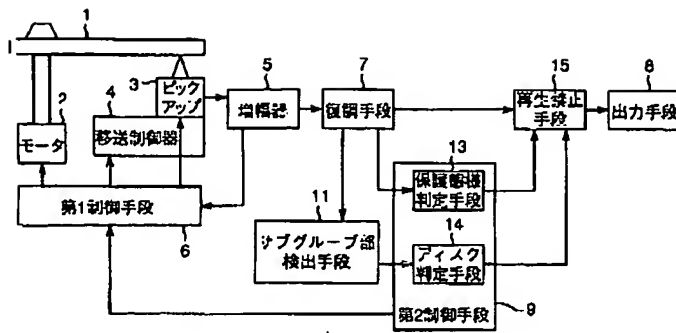 1
3
ピック
アップ
4
移送制御器
2
モータ
第1制御手段
6
5
増幅器
7
復調手段
15
再生禁止
手段
8
出力手段
13
保護態様
判定手段
11
サブグルーブ部
検出手段
14
ディスク
判定手段
第2制御手段
9